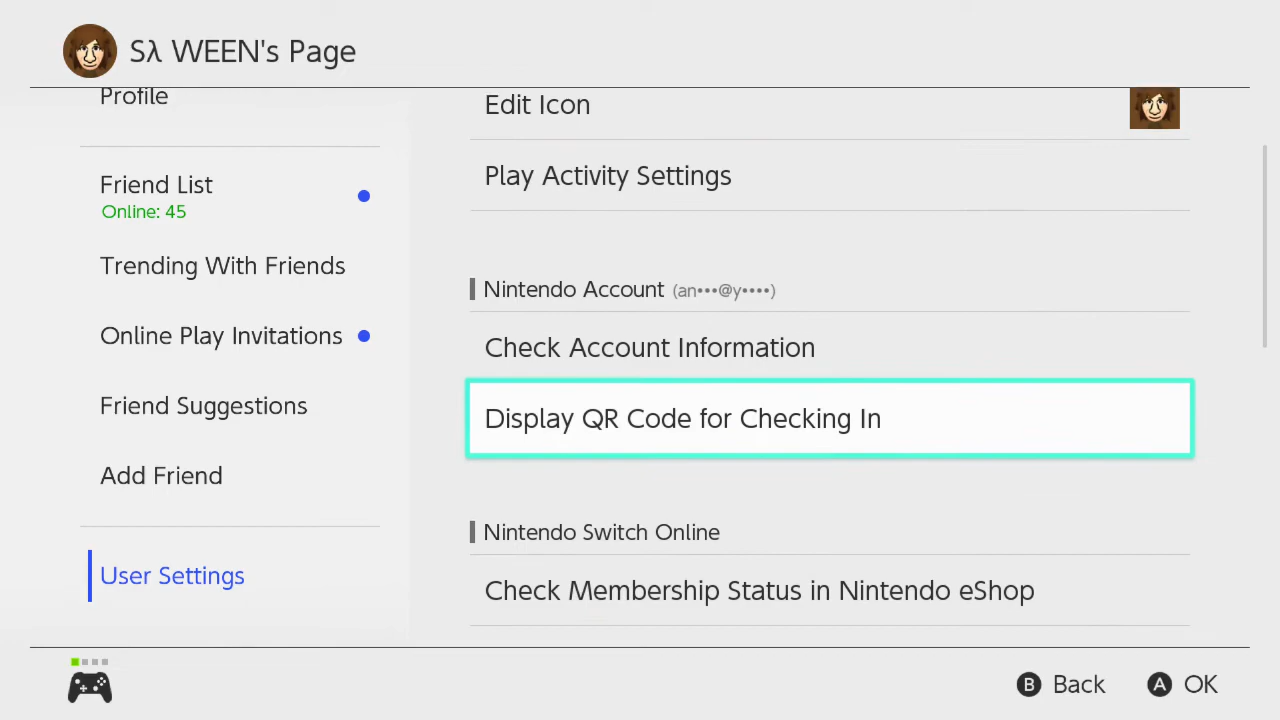 Sλ WEEN's Page
Profile
Friend List
Online: 45
Trending With Friends
Online Play Invitations
Friend Suggestions
Add Friend
User Settings
Edit Icon
Play Activity Settings
Nintendo Account (an•••@y••••)
Check Account Information
Display QR Code for Checking In
Nintendo Switch Online
Check Membership Status in Nintendo eShop
B Back
A OK